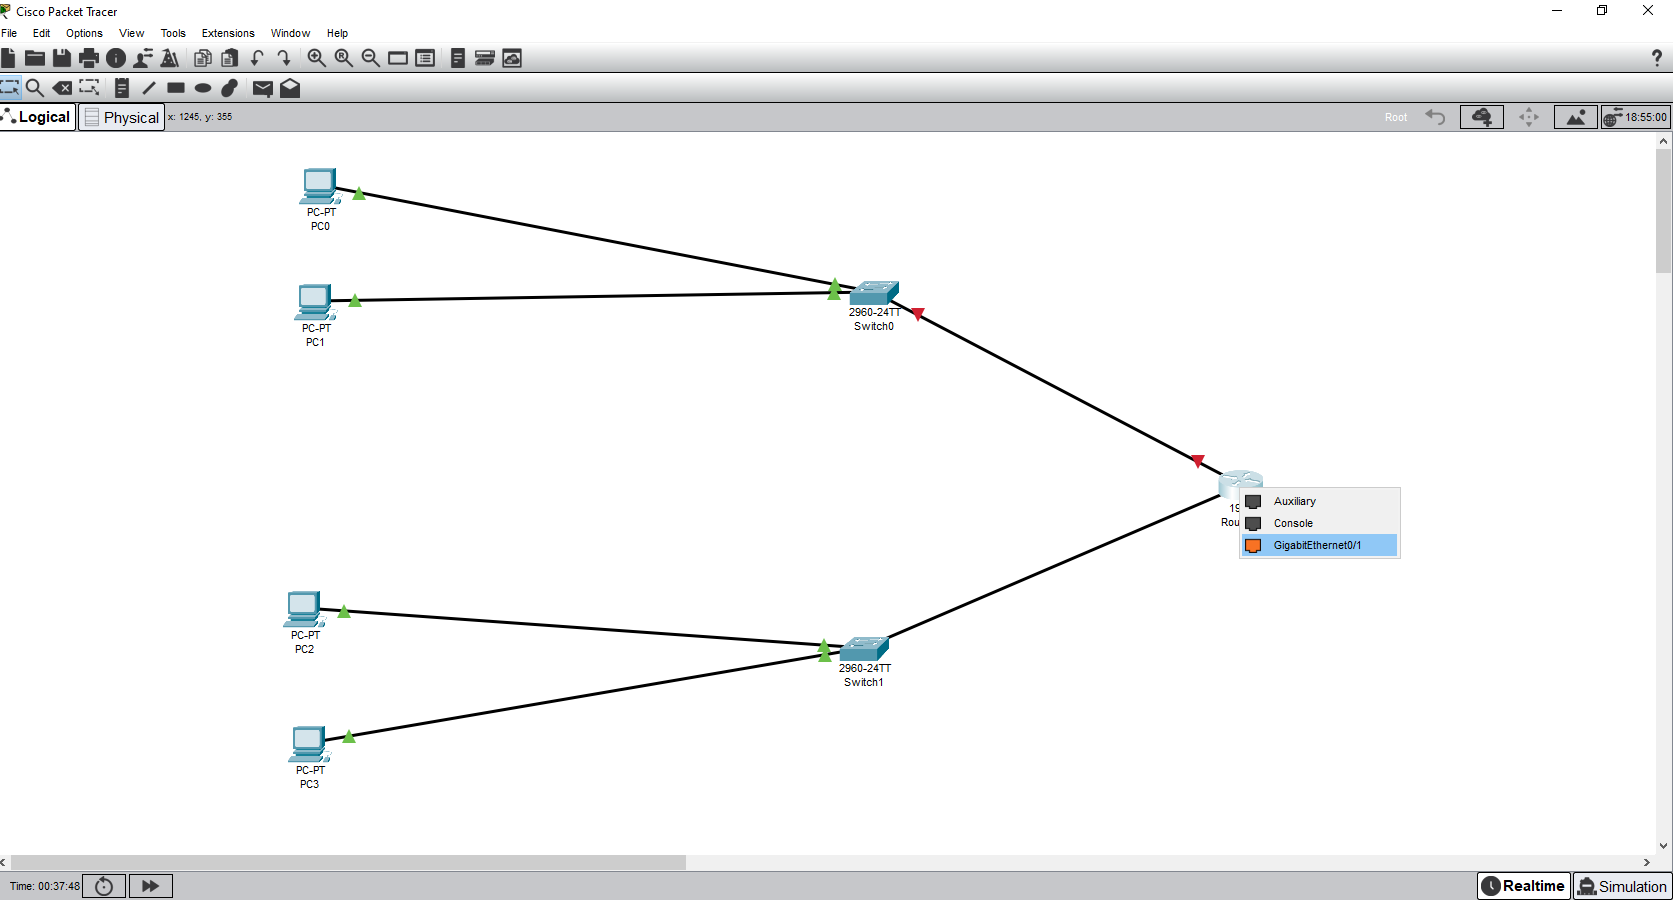 Cisco Packet Tracer
File Edit Options View Tools Extensions Window Help
?
Logical Physical x: 1245, y: 355 Root 18:55:00
PC-PT
PC0
PC-PT
PC1
2960-24TT
Switch0
Auxiliary
19
Console
Rou
GigabitEthernet0/1
PC-PT
PC2
2960-24TT
Switch1
PC-PT
PC3
Time: 00:37:48 Realtime Simulation